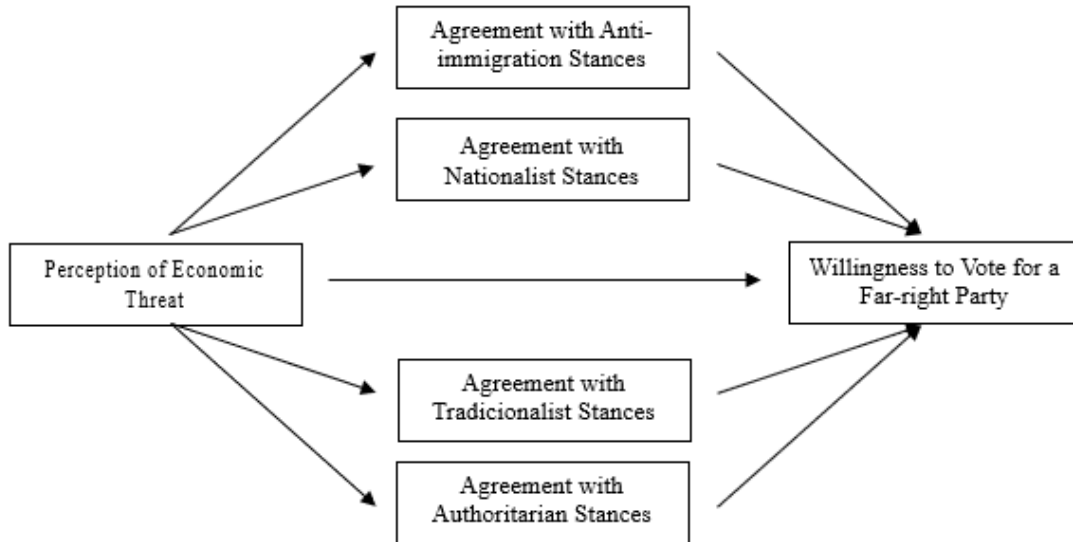 Agreement with Anti-
immigration Stances
Agreement with
Nationalist Stances
Perception of Economic
Threat
Willingness to Vote for a
Far-right Party
Agreement with
Tradicionalist Stances
Agreement with
Authoritarian Stances